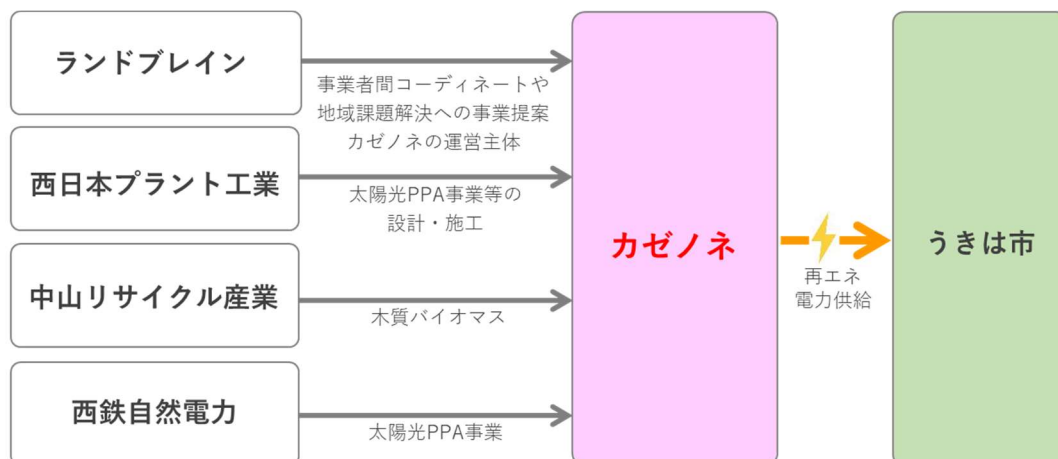 ランドブレイン
事業者間コーディネートや
地域課題解決への事業提案
カゼノネの運営主体
西日本プラント工業
太陽光PPA事業等の
設計・施工
中山リサイクル産業
木質バイオマス
西鉄自然電力
太陽光PPA事業
カゼノネ
再エネ
電力供給
うきは市